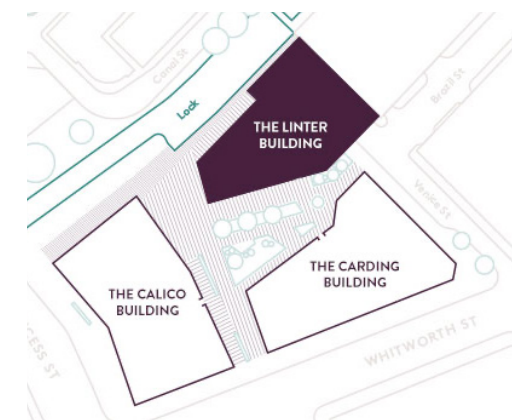 Canal St
Brazil St
Lock
THE LINTER
BUILDING
Venice St
THE CARDING
BUILDING
THE CALICO
BUILDING
CESS ST
WHITWORTH ST